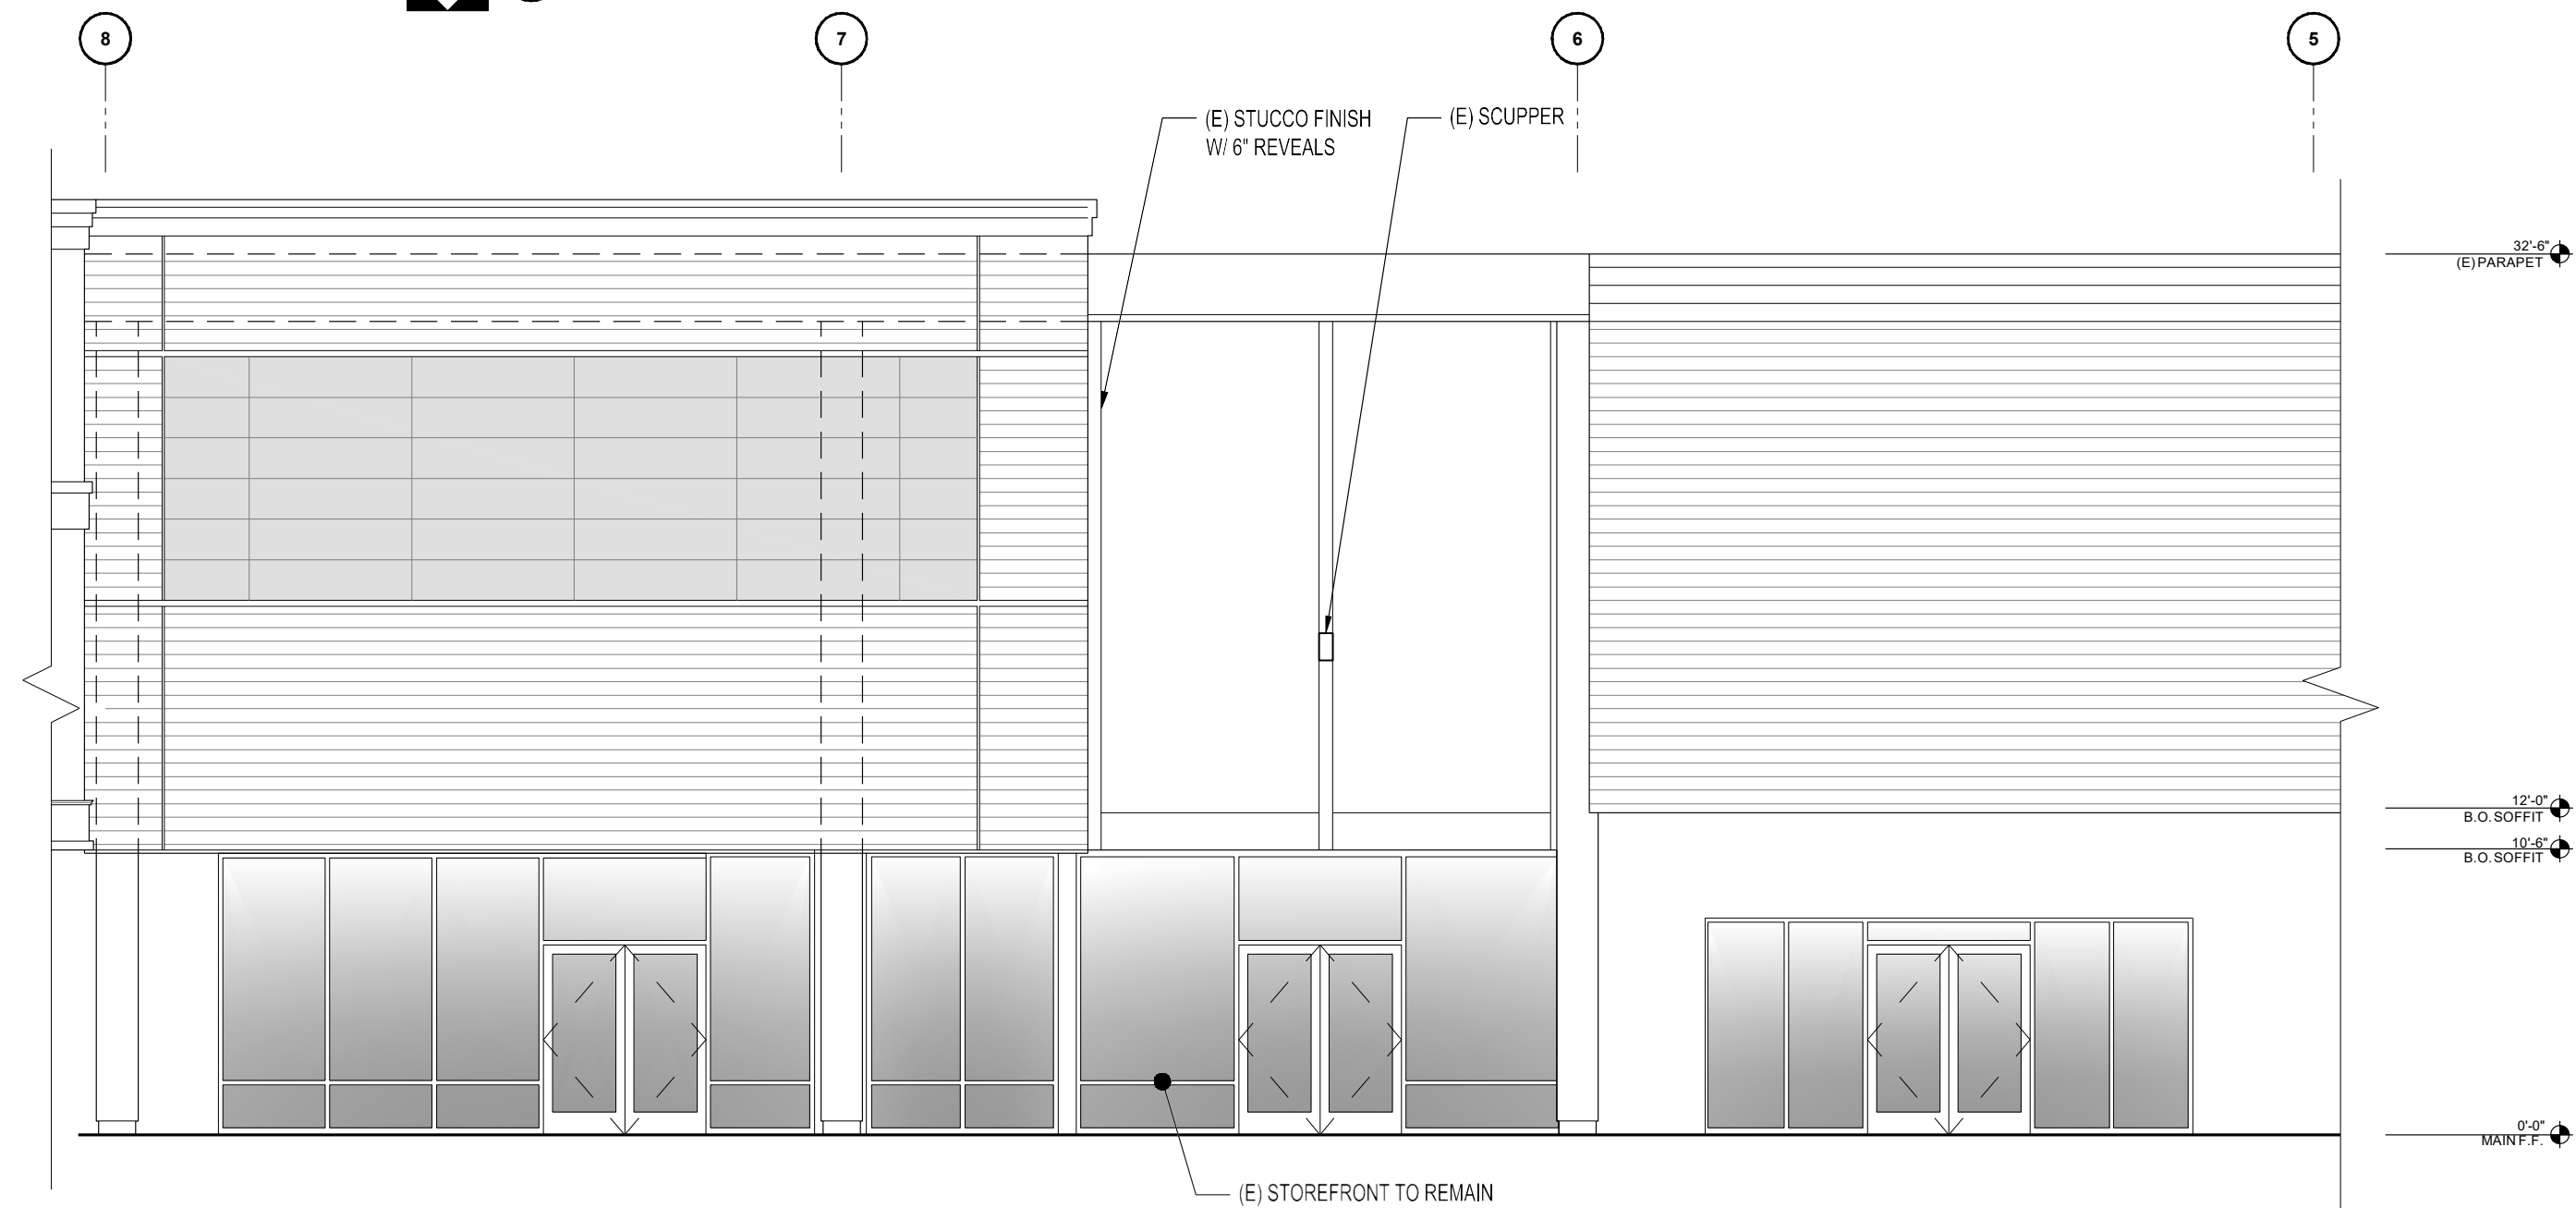 8
7
6
5
(E) STUCCO FINISH
W/ 6" REVEALS
(E) SCUPPER
32'-6"
(E) PARAPET
12'-0"
B.O. SOFFIT
10'-6"
B.O. SOFFIT
0'-0"
MAIN F.F.
(E) STOREFRONT TO REMAIN